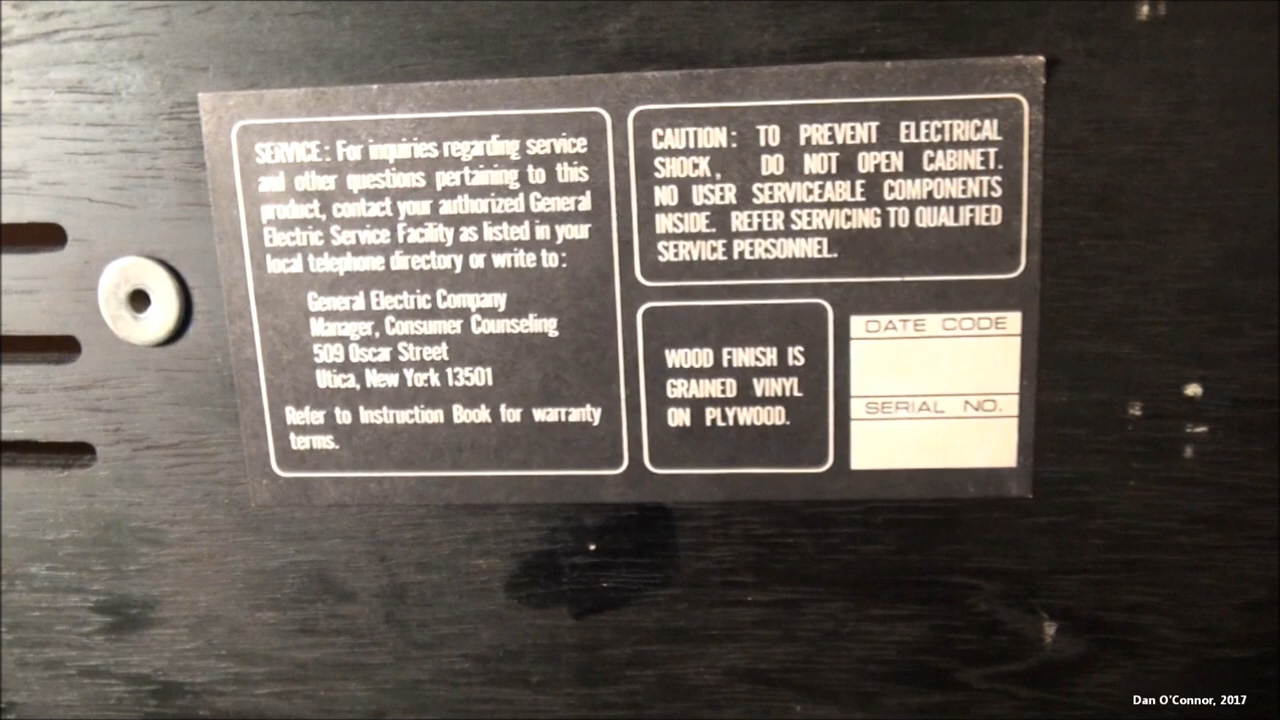 SERVICE: For inquiries regarding service
and other questions pertaining to this
product, contact your authorized General
Electric Service Facility as listed in your
local telephone directory or write to:
General Electric Company
Manager, Consumer Counseling
509 Oscar Street
Utica, New York 13501
Refer to Instruction Book for warranty
terms.
CAUTION: TO PREVENT ELECTRICAL
SHOCK, DO NOT OPEN CABINET.
NO USER SERVICEABLE COMPONENTS
INSIDE. REFER SERVICING TO QUALIFIED
SERVICE PERSONNEL.
WOOD FINISH IS
GRAINED VINYL
ON PLYWOOD.
DATE CODE
SERIAL NO.
Dan O'Connor, 2017